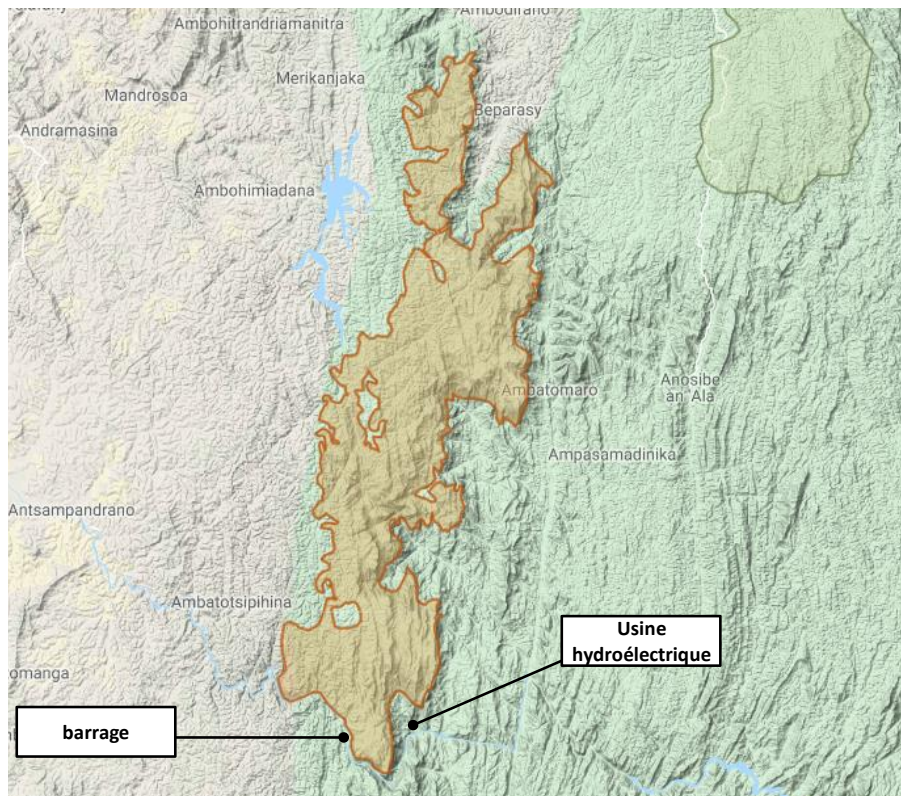 Ambodirano
Ambohitrandriamanitra
Merikanjaka
Mandrosoa
Beparasy
Andramasina
Ambohimiadana
Ambatomaro
Anosibe
an 'Ala
Ampasamadinika
Antsampandrano
Ambatotsipihina
Usine
hydroélectrique
omanga
barrage